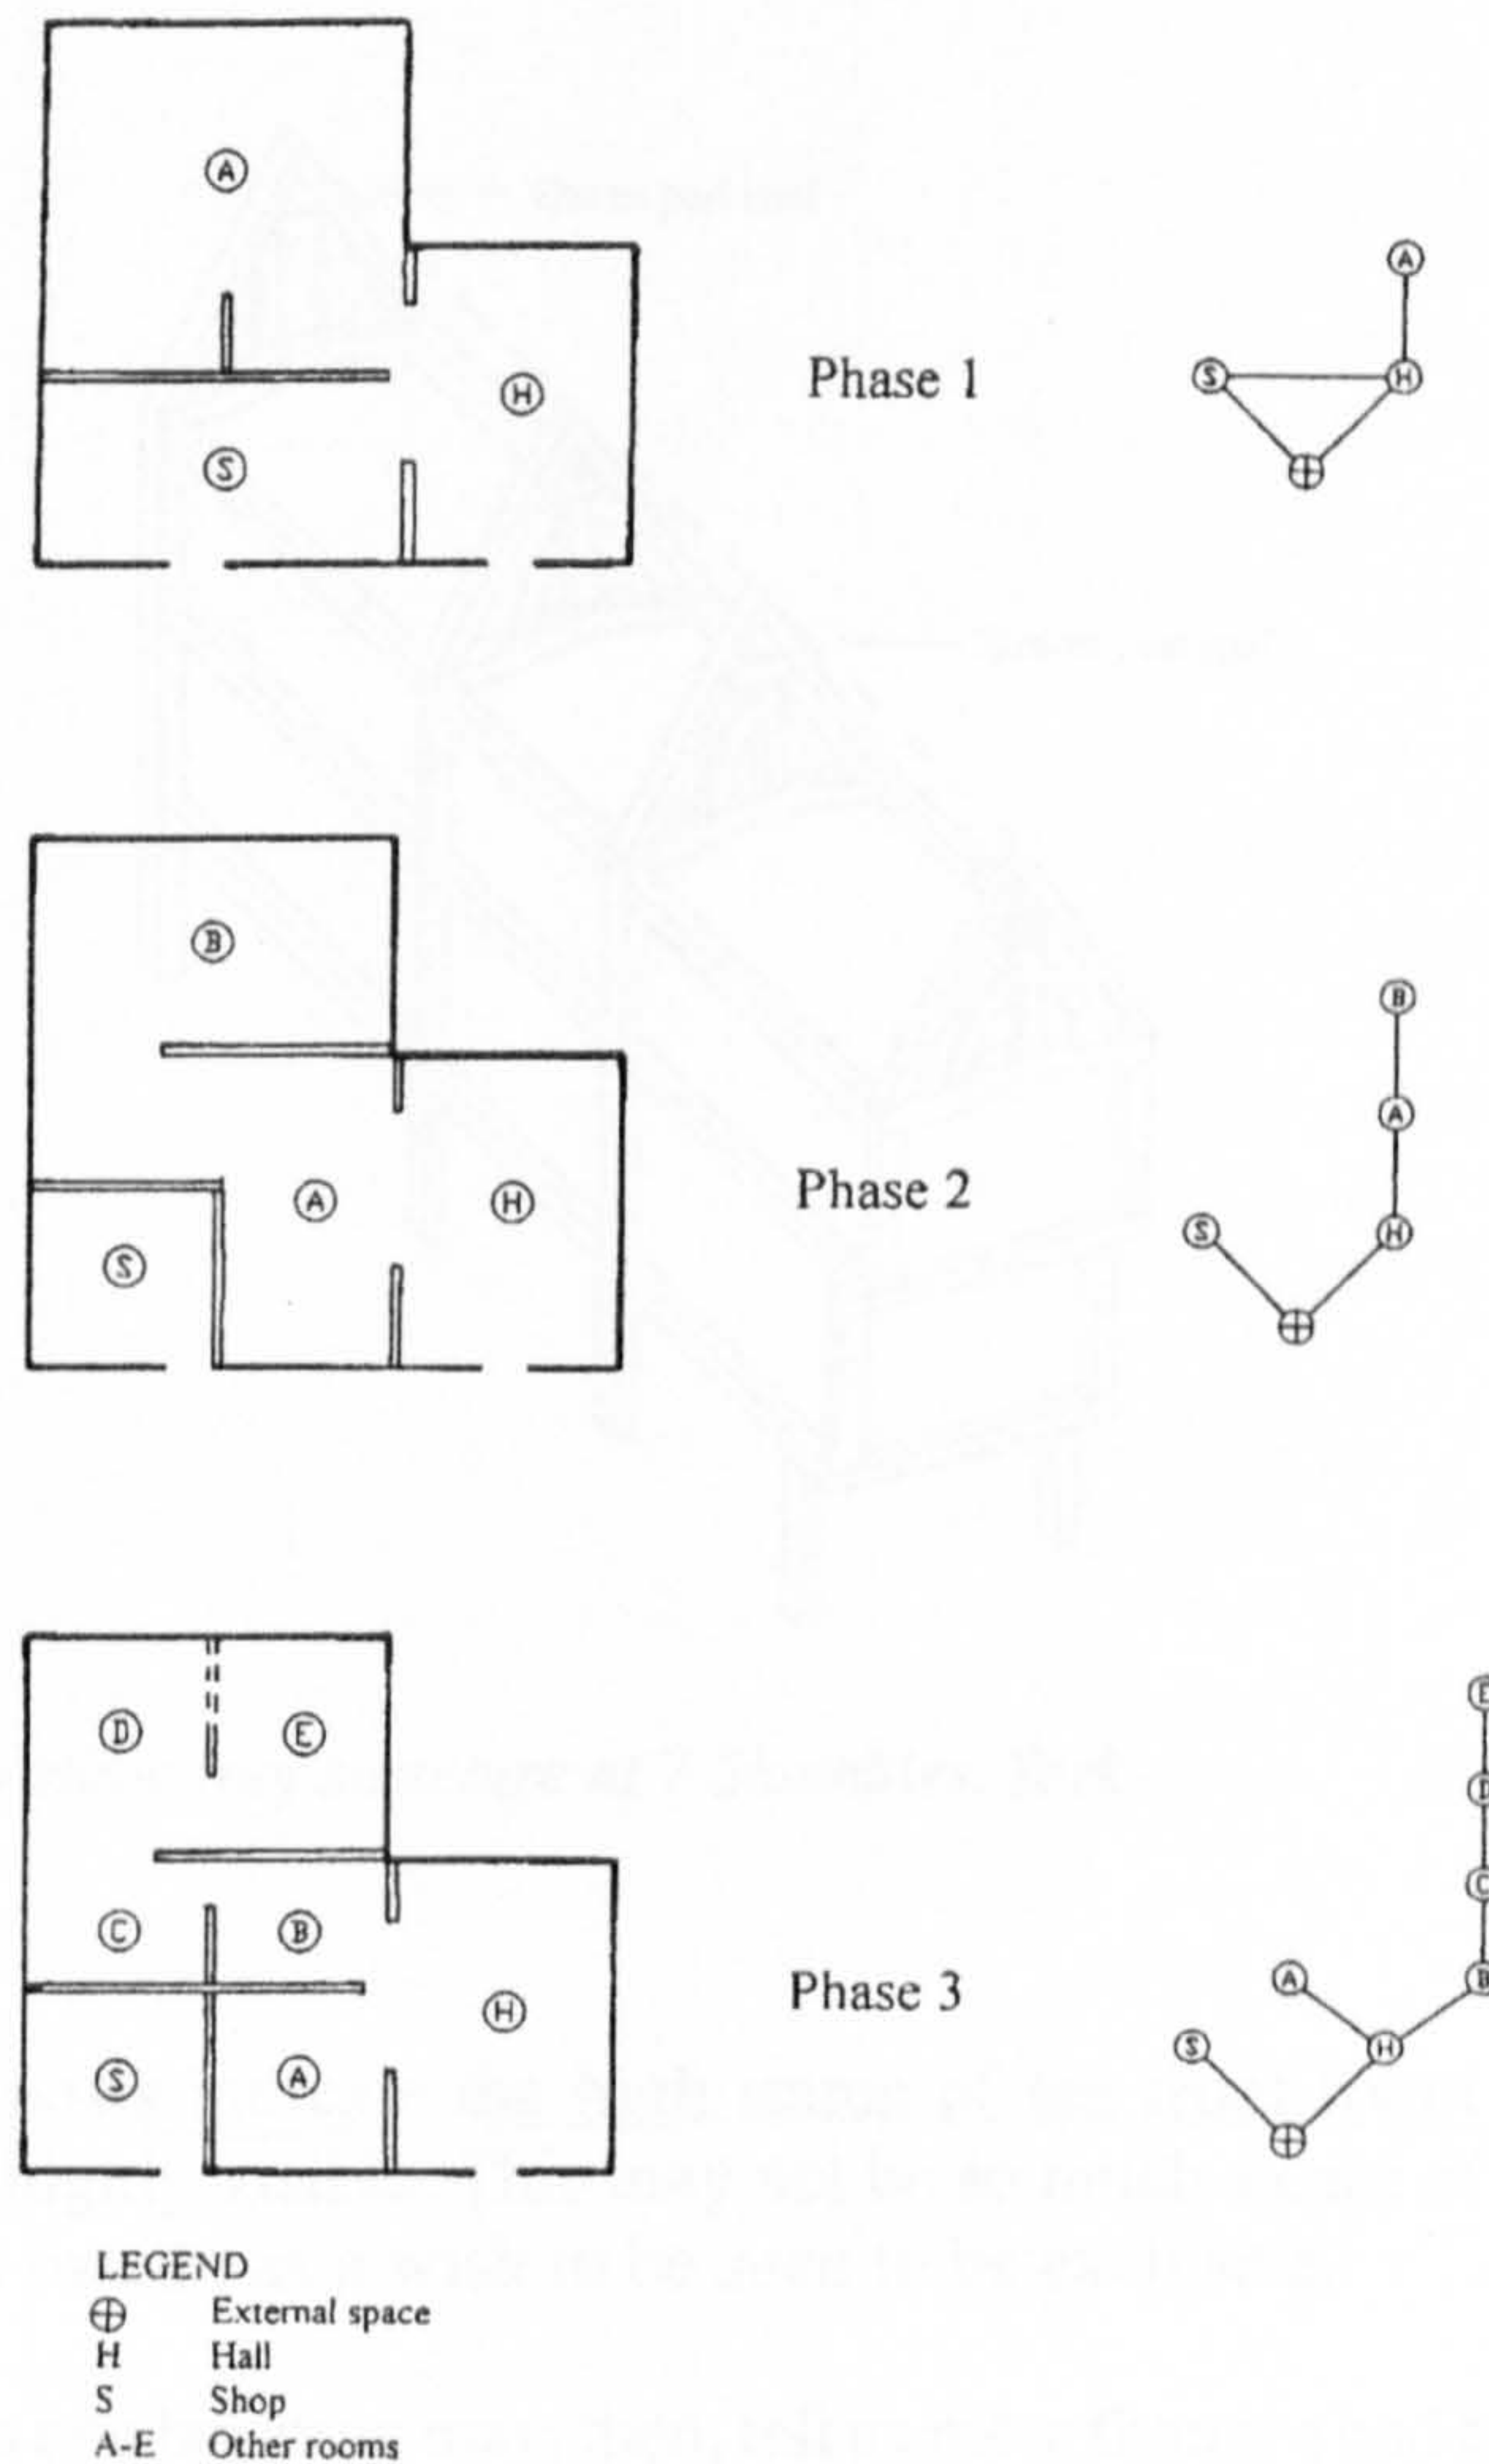 A
S
H
Phase 1
A
S
H
B
A
H
S
Phase 2
B
A
S
H
D
E
C
B
H
S
A
Phase 3
E
D
C
A
B
S
H
LEGEND
External space
H Hall
S Shop
A-E Other rooms